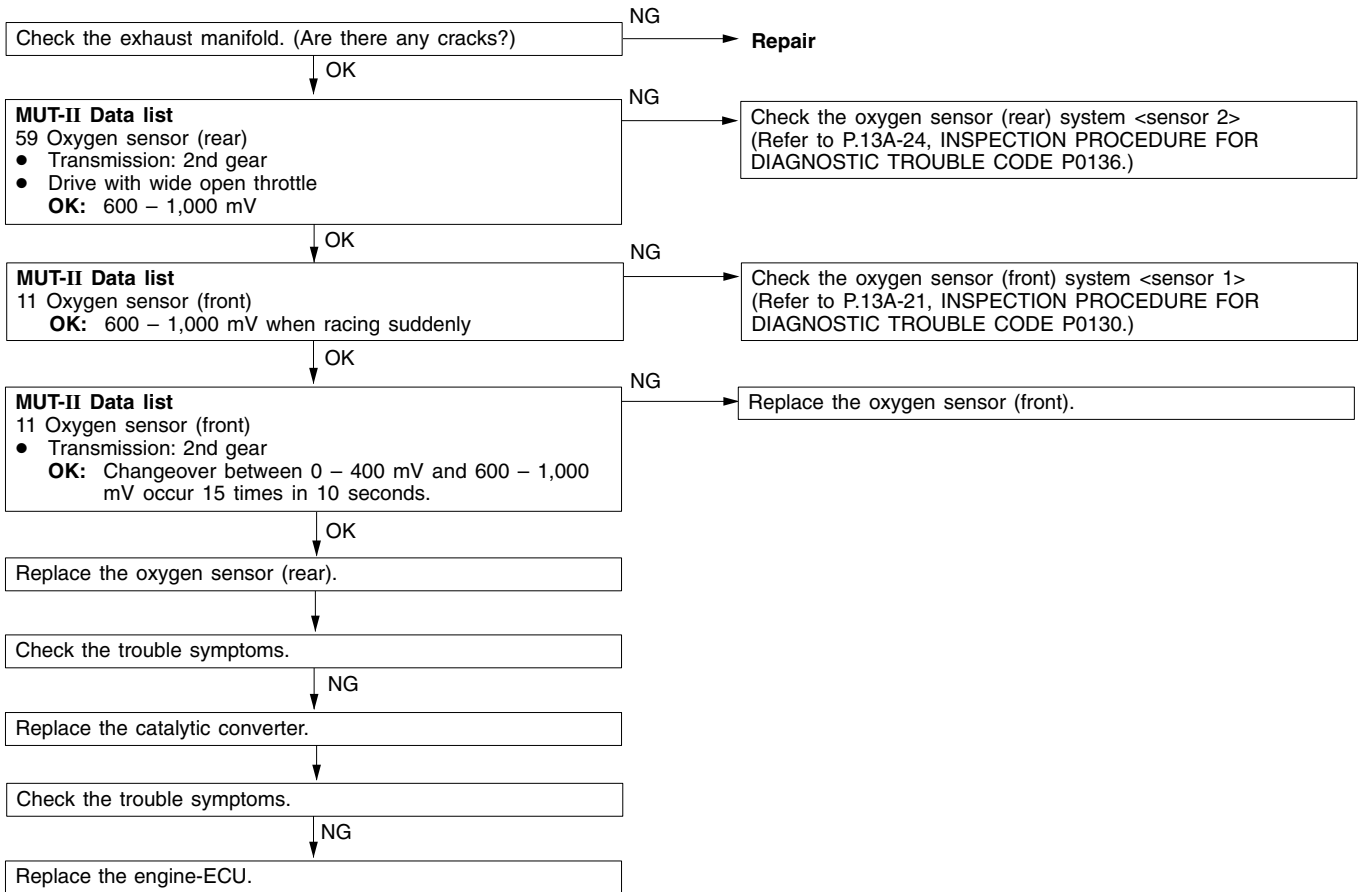 NG
Check the exhaust manifold. (Are there any cracks?)
Repair
OK
MUT-II Data list
59 Oxygen sensor (rear)
● Transmission: 2nd gear
● Drive with wide open throttle
OK: 600 – 1,000 mV
NG
Check the oxygen sensor (rear) system <sensor 2>
(Refer to P.13A-24, INSPECTION PROCEDURE FOR
DIAGNOSTIC TROUBLE CODE P0136.)
OK
MUT-II Data list
11 Oxygen sensor (front)
OK: 600 – 1,000 mV when racing suddenly
NG
Check the oxygen sensor (front) system <sensor 1>
(Refer to P.13A-21, INSPECTION PROCEDURE FOR
DIAGNOSTIC TROUBLE CODE P0130.)
OK
MUT-II Data list
11 Oxygen sensor (front)
● Transmission: 2nd gear
OK: Changeover between 0 – 400 mV and 600 – 1,000
mV occur 15 times in 10 seconds.
NG
Replace the oxygen sensor (front).
OK
Replace the oxygen sensor (rear).
Check the trouble symptoms.
NG
Replace the catalytic converter.
Check the trouble symptoms.
NG
Replace the engine-ECU.